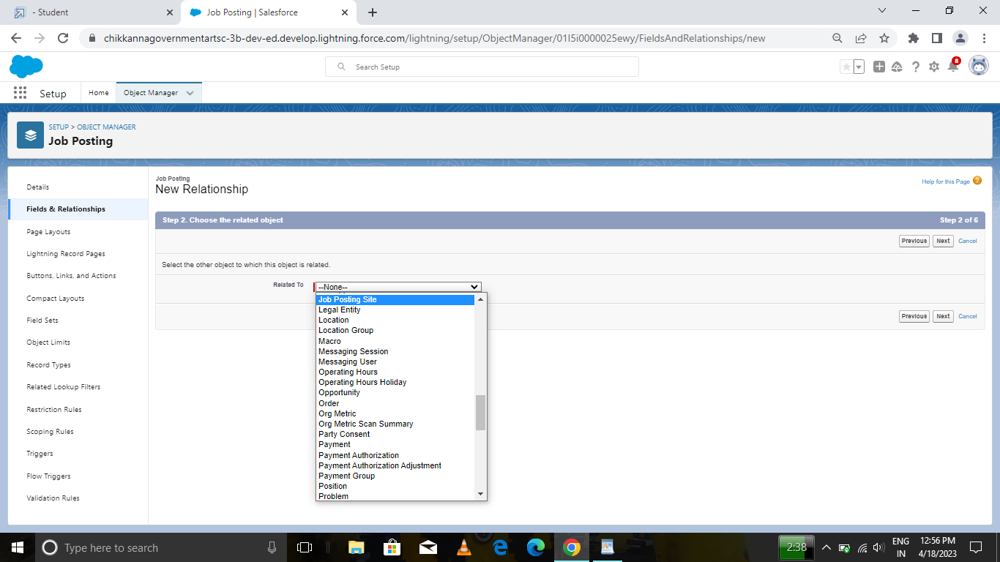 - Student
Job Posting | Salesforce
chikkannagovernmentartsc-3b-dev-ed.develop.lightning.force.com/lightning/setup/ObjectManager/01I5i0000025ewy/FieldsAndRelationships/new
Search Setup
8
Setup
Home
Object Manager
SETUP > OBJECT MANAGER
Job Posting
Details
Fields & Relationships
Page Layouts
Lightning Record Pages
Buttons, Links, and Actions
Compact Layouts
Field Sets
Object Limits
Record Types
Related Lookup Filters
Restriction Rules
Scoping Rules
Triggers
Flow Triggers
Validation Rules
Job Posting
New Relationship
Help for this Page
Step 2. Choose the related object
Step 2 of 6
Previous Next Cancel
Select the other object to which this object is related.
Related To
--None--
Job Posting Site
Legal Entity
Location
Location Group
Macro
Messaging Session
Messaging User
Operating Hours
Operating Hours Holiday
Opportunity
Order
Org Metric
Org Metric Scan Summary
Party Consent
Payment
Payment Authorization
Payment Authorization Adjustment
Payment Group
Position
Problem
Previous Next Cancel
Type here to search
2:38
ENG
IN
12:56 PM
4/18/2023